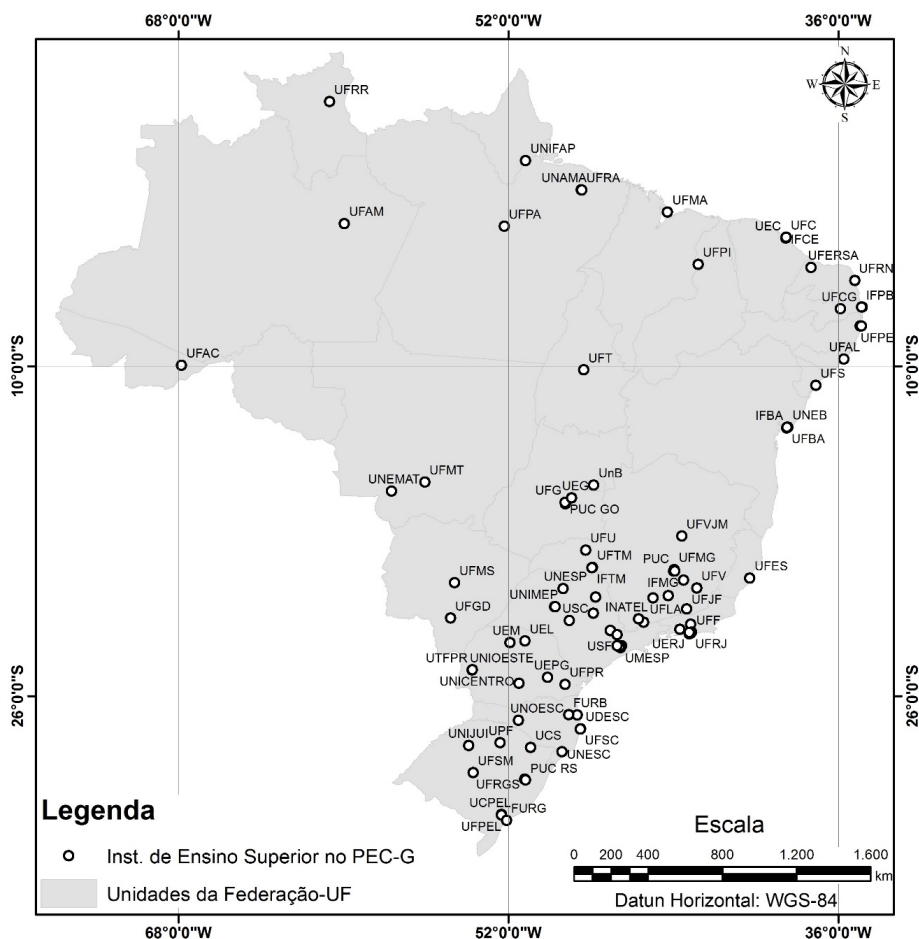 68°0'0"W 52°0'0"W 36°0'0"W
N
W E
S
UFRR
UNIFAP
UNAMA UFRA
UFMA
UFAM
UFPA
UEC UFC
IFCE
UFPI
UFERSA
UFRN
UFCG IFPB
UFPE
UFAL
UFAC
UFT
UFS
10°0'0"S 10°0'0"S
IFBA UNEB
UFBA
UNEMAT UFMT
UnB
UFG UEG
PUC GO
UFVJM
UFU
UFTM
PUC UFMG
UFES
UFMS
UNESP IFTM
IFMG UFV
UNIMEP
UFGD
USC INATEL UFLA UFJF
UFF
UEM UEL
USF UERJ UFRJ
UMESP
UTFPR UNIOESTE UEPG
UNICENTRO UFPR
26°0'0"S 26°0'0"S
UNOESC FURB
UDESC
UNIJUI UPF UCS UFSC
UNESC
UFSM
UFRGS PUC RS
UCPEL FURG
UFPEL
Legenda
Inst. de Ensino Superior no PEC-G
Unidades da Federação-UF
Escala
0 200 400 800 1.200 1.600
km
Datun Horizontal: WGS-84
68°0'0"W 52°0'0"W 36°0'0"W